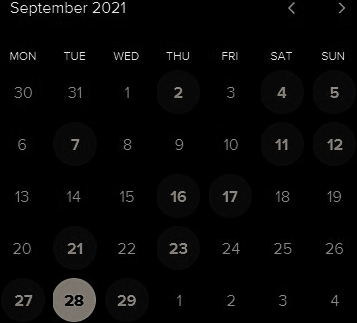 September 2021
MON TUE WED THU FRI SAT SUN
30 31 1 2 3 4 5
6 7 8 9 10 11 12
13 14 15 16 17 18 19
20 21 22 23 24 25 26
27 28 29 1 2 3 4